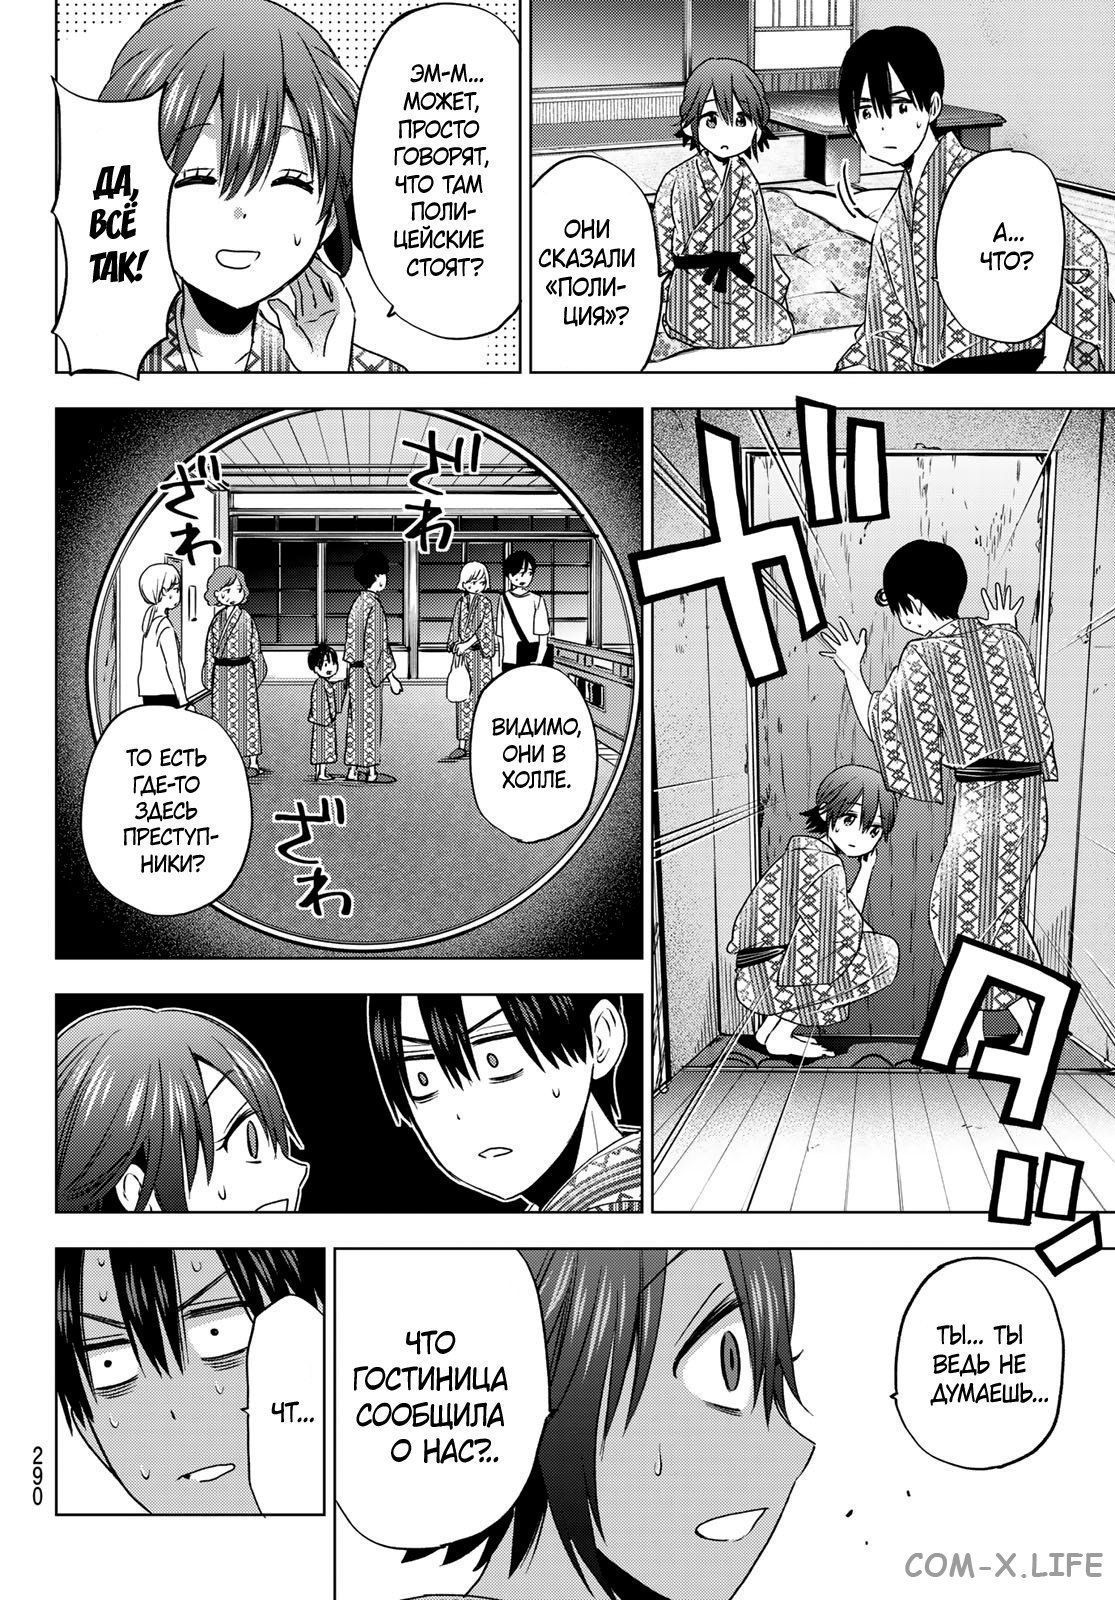 А...
ЧТО?
ОНИ
СКАЗАЛИ
«ПОЛИ-
ЦИЯ»?
ЭМ-М...
МОЖЕТ,
ПРОСТО
ГОВОРЯТ,
ЧТО ТАМ
ПОЛИ-
ЦЕЙСКИЕ
СТОЯТ?
ДА,
ВСЁ
ТАК!
ガバ
タッ
ざわ
ざわ
ざわ
ВИДИМО,
ОНИ В
ХОЛЛЕ.
ТО ЕСТЬ
ГДЕ-ТО
ЗДЕСЬ
ПРЕСТУП-
НИКИ?
ТЫ... ТЫ
ВЕДЬ НЕ
ДУМАЕШЬ...
ЧТО
ГОСТИНИЦА
СООБЩИЛА
О НАС?..
ЧТ...
290
COM-X.LIFE